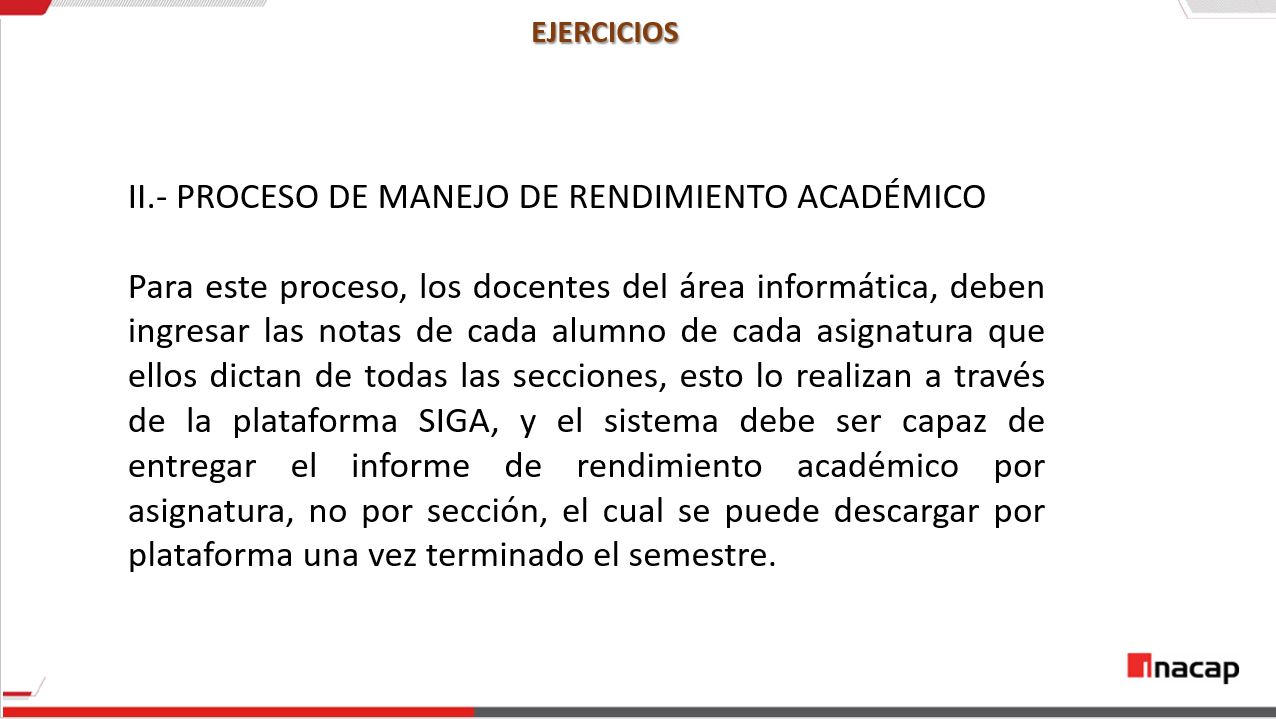 EJERCICIOS
II.- PROCESO DE MANEJO DE RENDIMIENTO ACADÉMICO
Para este proceso, los docentes del área informática, deben
ingresar las notas de cada alumno de cada asignatura que
ellos dictan de todas las secciones, esto lo realizan a través
de la plataforma SIGA, y el sistema debe ser capaz de
entregar el informe de rendimiento académico por
asignatura, no por sección, el cual se puede descargar por
plataforma una vez terminado el semestre.
inacap